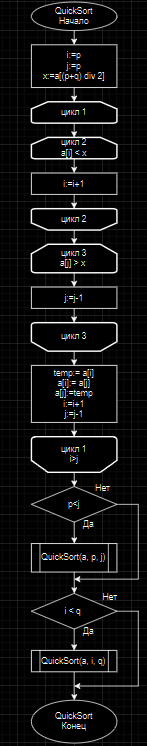 QuickSort
Начало
i:=p
j:=p
x:=a[(p+q) div 2]
цикл 1
цикл 2
a[i] < x
i:=i+1
цикл 2
цикл 3
a[j] > x
j:=j-1
цикл 3
temp:= a[i]
a[i]:= a[j]
a[j]:=temp
i:=i+1
j:=j-1
цикл 1
i>j
Нет
p<j
Да
QuickSort(a, p, j)
Нет
i < q
Да
QuickSort(a, i, q)
QuickSort
Конец